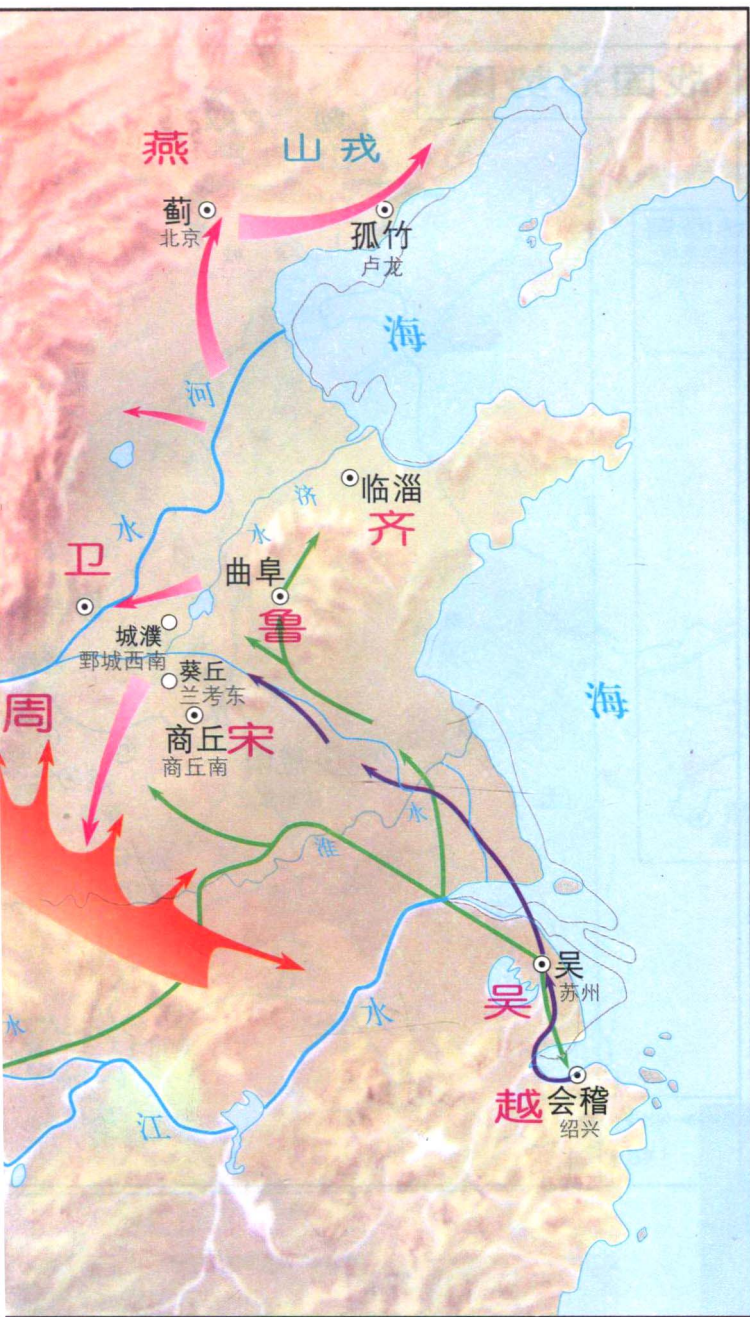 燕
山戎
蓟
北京
孤竹
卢龙
海
河
水
济
水
临淄
齐
卫
曲阜
鲁
城濮
鄄城西南
葵丘
兰考东
周
商丘
商丘南
宋
海
水
淮
吴
苏州
吴
水
水
越
会稽
绍兴
江